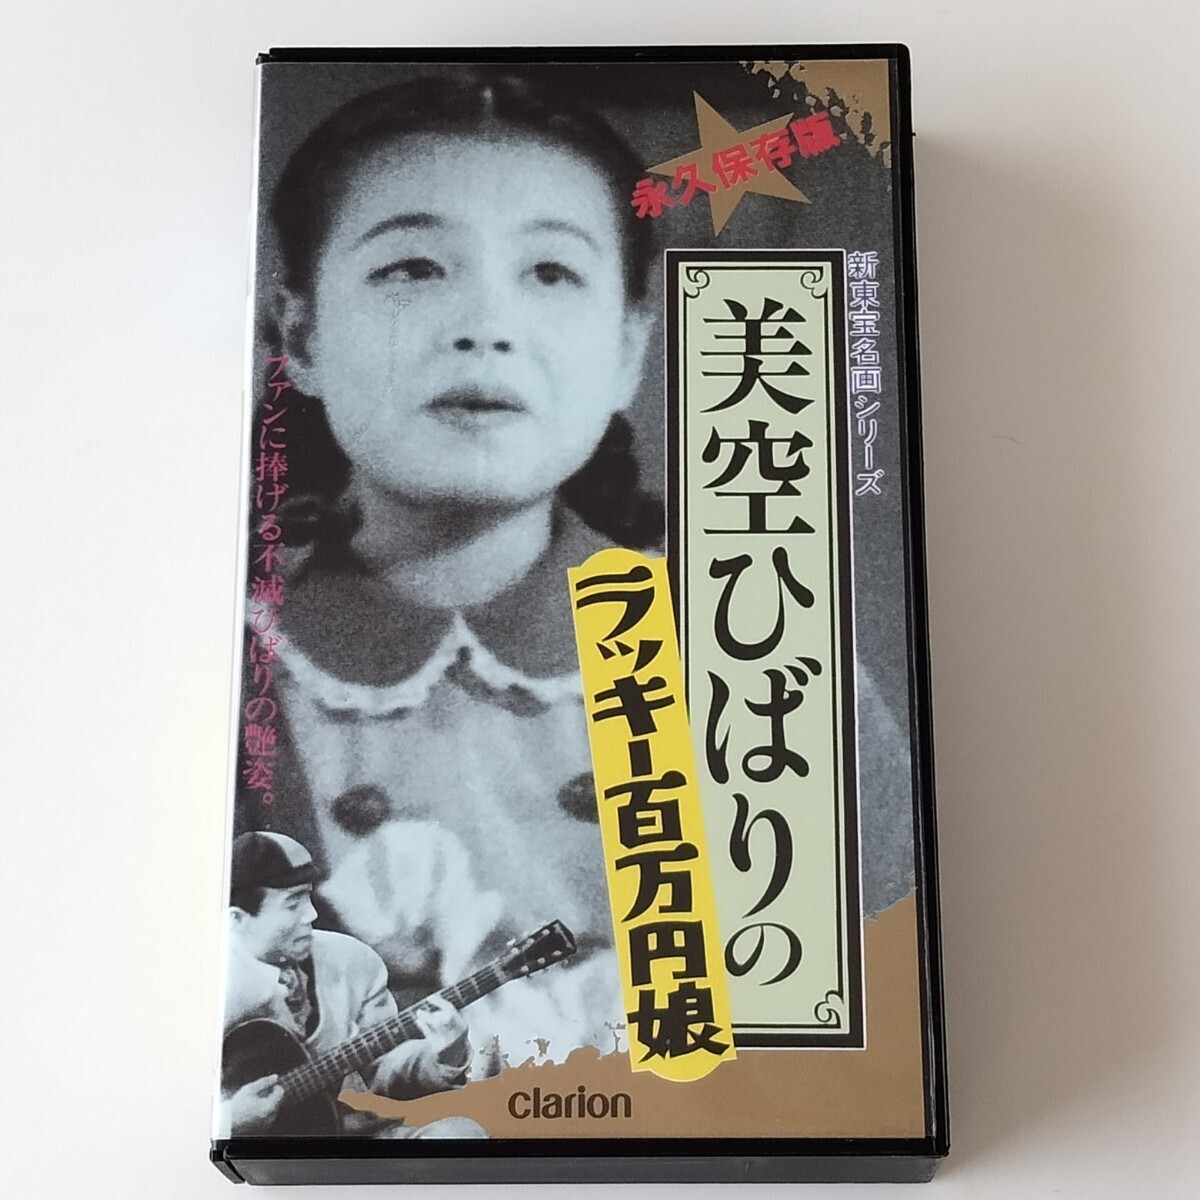 永久保存版
新東宝名画シリーズ
美空ひばりの
ラッキー百万円娘
ファンに捧げる不滅ひばりの艶姿。
clarion